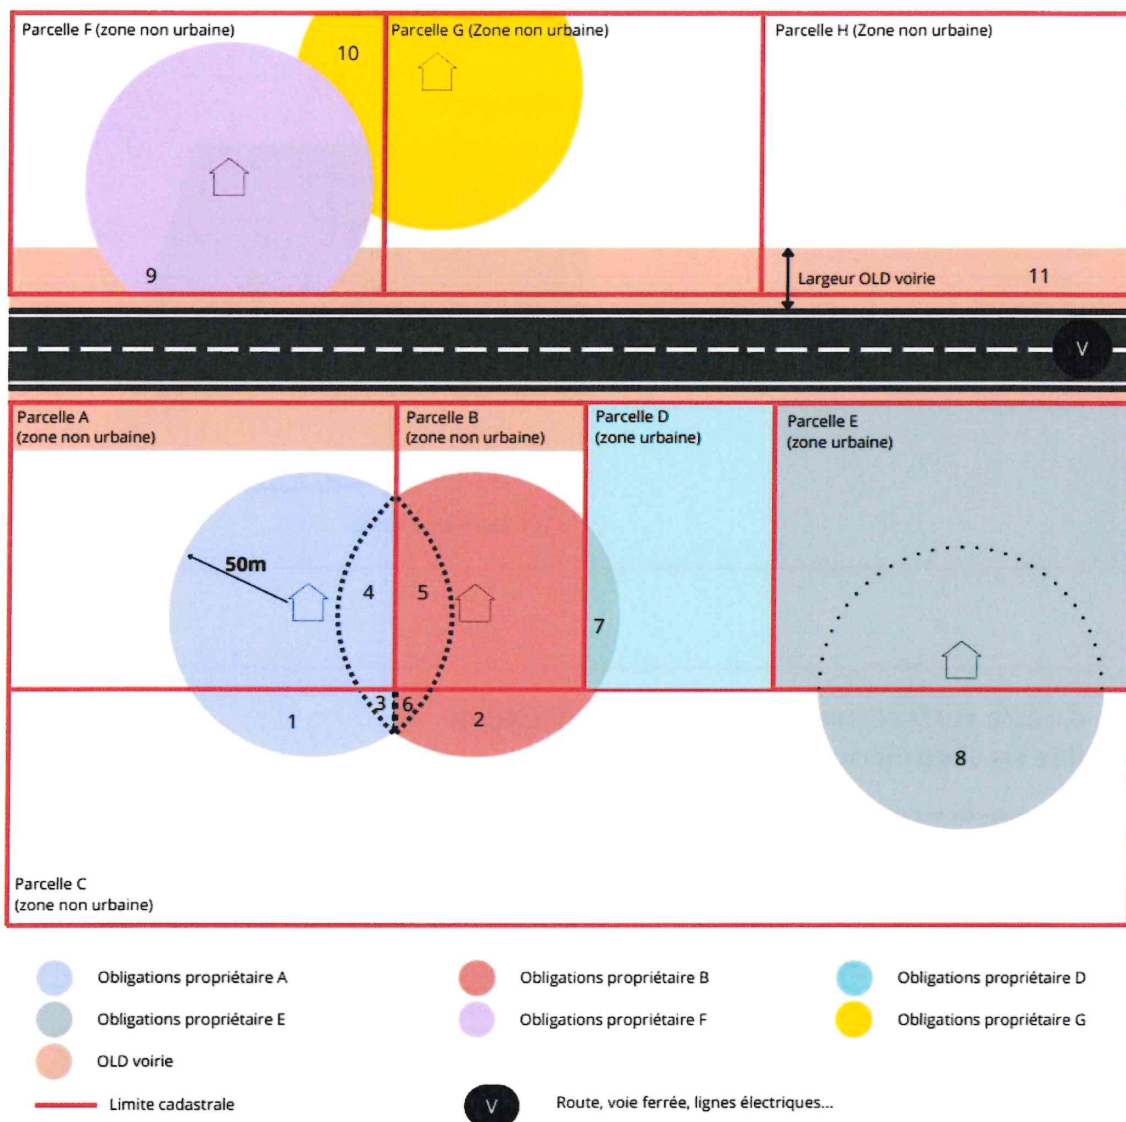 Parcelle F (zone non urbaine)
10
Parcelle G (Zone non urbaine)
Parcelle H (Zone non urbaine)
9
Largeur OLD voirie
11
V
Parcelle A
(zone non urbaine)
Parcelle B
(zone non urbaine)
Parcelle D
(zone urbaine)
Parcelle E
(zone urbaine)
50m
4
5
7
3
6
1
2
8
Parcelle C
(zone non urbaine)
Obligations propriétaire A
Obligations propriétaire B
Obligations propriétaire D
Obligations propriétaire E
Obligations propriétaire F
Obligations propriétaire G
OLD voirie
Limite cadastrale
V
Route, voie ferrée, lignes électriques...